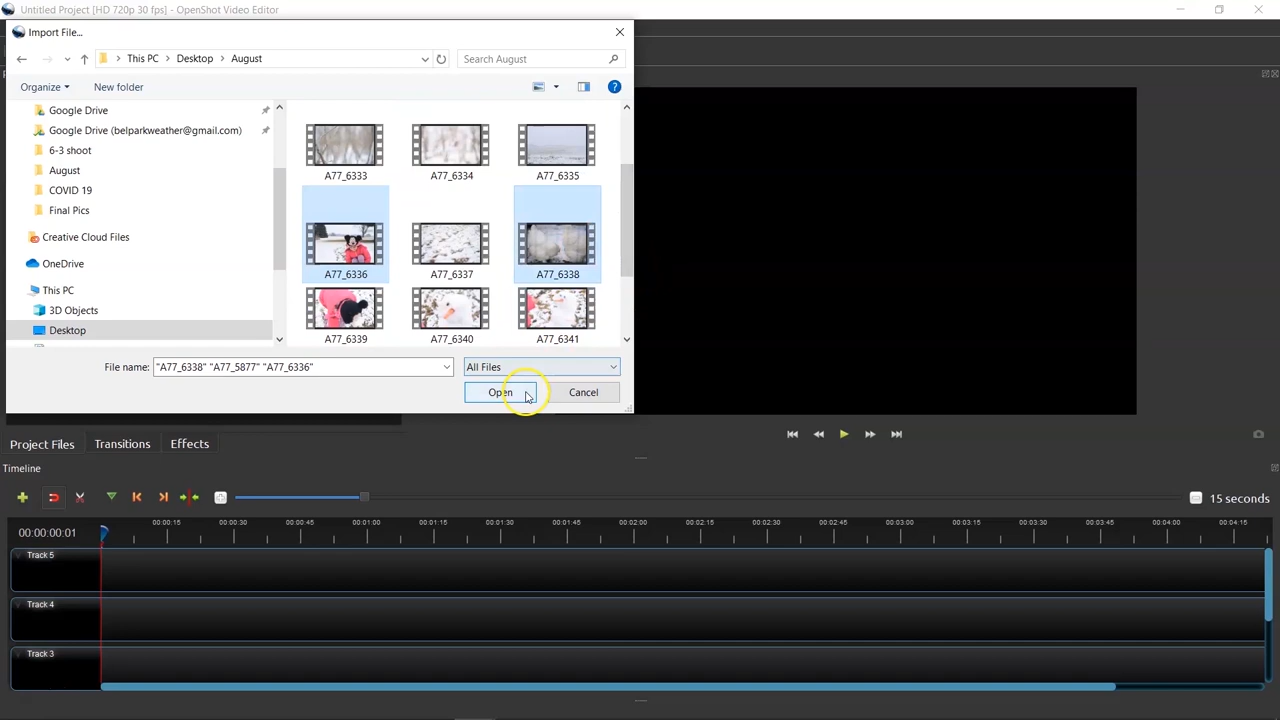 Untitled Project [HD 720p 30 fps] - OpenShot Video Editor
Import File...
This PC > Desktop > August
Search August
Organize
New folder
Google Drive
Google Drive (belparkweather@gmail.com)
6-3 shoot
August
COVID 19
Final Pics
Creative Cloud Files
OneDrive
This PC
3D Objects
Desktop
A77_6333 A77_6334 A77_6335
A77_6336 A77_6337 A77_6338
A77_6339 A77_6340 A77_6341
File name: "A77_6338" "A77_5877" "A77_6336"
All Files
Open Cancel
Project Files Transitions Effects
Timeline
15 seconds
00:00:00:01 00:00:15 00:00:30 00:00:45 00:01:00 00:01:15 00:01:30 00:01:45 00:02:00 00:02:15 00:02:30 00:02:45 00:03:00 00:03:15 00:03:30 00:03:45 00:04:00 00:04:15
Track 5
Track 4
Track 3